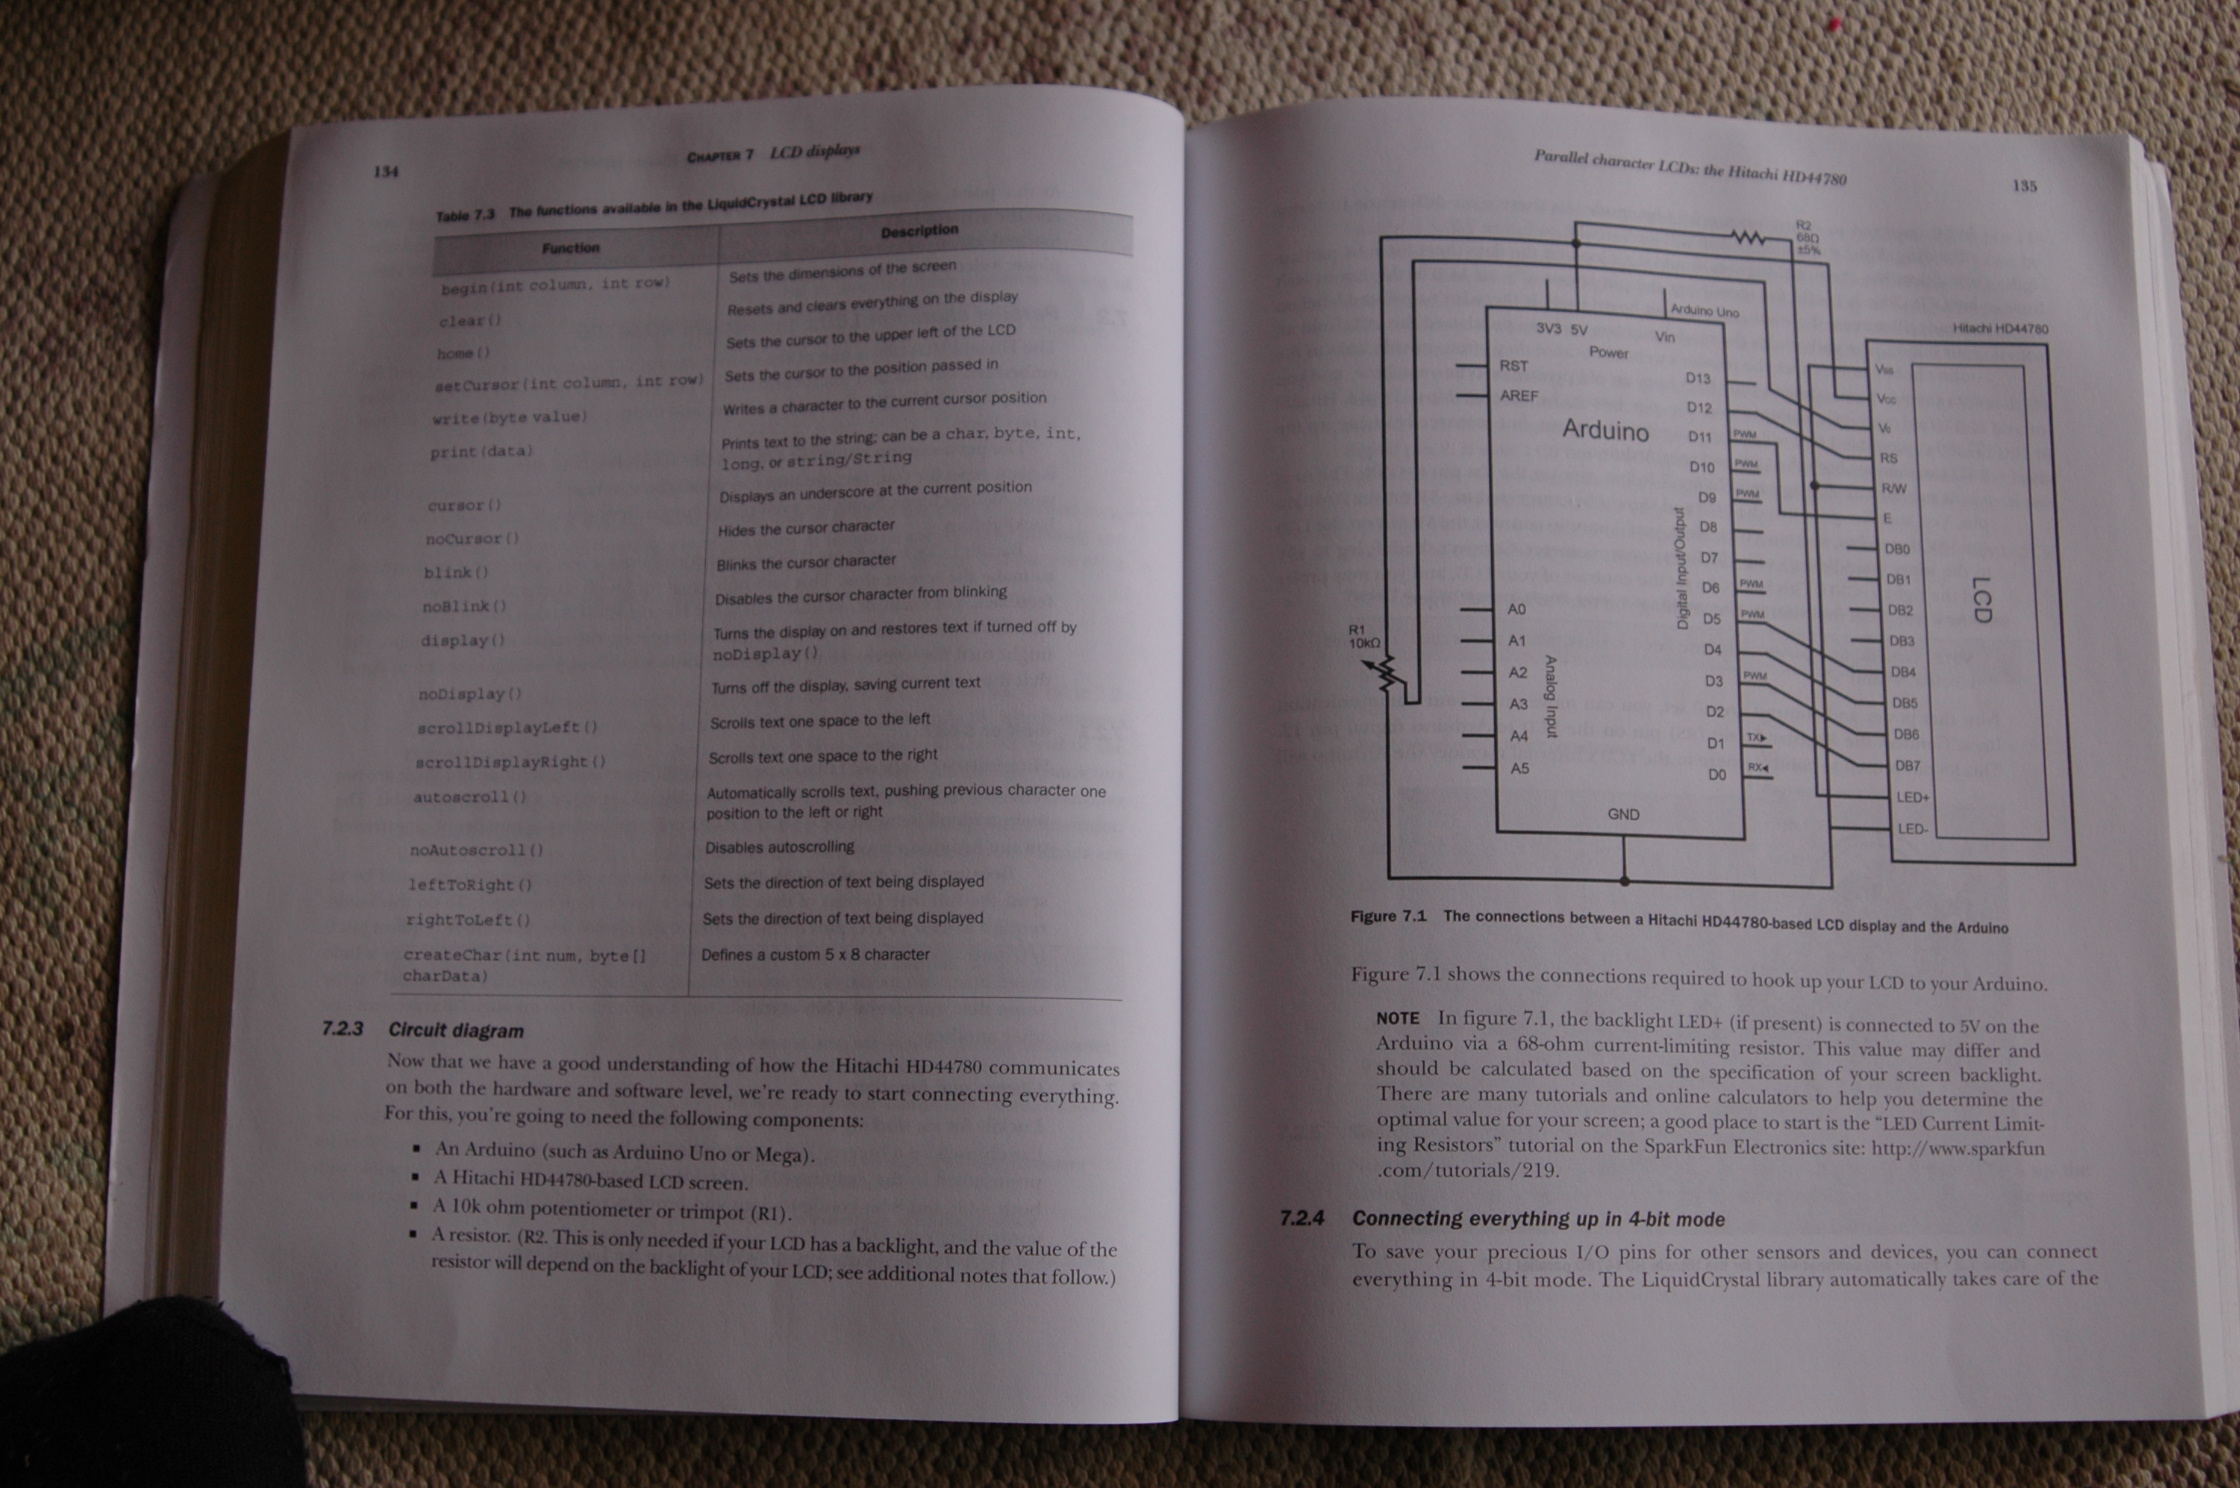 134
CHAPTER 7 LCD displays
Table 7.3 The functions available in the LiquidCrystal LCD library
Function Description
begin(int column, int row) Sets the dimensions of the screen
clear() Resets and clears everything on the display
home() Sets the cursor to the upper left of the LCD
setCursor(int column, int row) Sets the cursor to the position passed in
write(byte value) Writes a character to the current cursor position
print(data) Prints text to the string; can be a char, byte, int,
long, or string/String
cursor() Displays an underscore at the current position
noCursor() Hides the cursor character
blink() Blinks the cursor character
noBlink() Disables the cursor character from blinking
display() Turns the display on and restores text if turned off by
noDisplay()
noDisplay() Turns off the display, saving current text
scrollDisplayLeft() Scrolls text one space to the left
scrollDisplayRight() Scrolls text one space to the right
autoscroll() Automatically scrolls text, pushing previous character one
position to the left or right
noAutoscroll() Disables autoscrolling
leftToRight() Sets the direction of text being displayed
rightToLeft() Sets the direction of text being displayed
createChar(int num, byte[] Defines a custom 5 x 8 character
charData)
7.2.3 Circuit diagram
Now that we have a good understanding of how the Hitachi HD44780 communicates
on both the hardware and software level, we're ready to start connecting everything.
For this, you're going to need the following components:
▪ An Arduino (such as Arduino Uno or Mega).
▪ A Hitachi HD44780-based LCD screen.
▪ A 10k ohm potentiometer or trimpot (R1).
▪ A resistor. (R2. This is only needed if your LCD has a backlight, and the value of the
resistor will depend on the backlight of your LCD; see additional notes that follow.)
Parallel character LCDs: the Hitachi HD44780
135
R2
68Ω
±5%
Hitachi HD44780
Arduino Uno
3V3 5V Vin
Power
RST
AREF
Arduino
A0
A1
A2
A3
A4
A5
Analog Input
Digital Input/Output
GND
D13
D12
D11 PWM
D10 PWM
D9 PWM
D8
D7
D6 PWM
D5 PWM
D4
D3 PWM
D2
D1 TX
D0 RX
R1
10kΩ
Vss
Vcc
Vo
RS
R/W
E
DB0
DB1
DB2
DB3
DB4
DB5
DB6
DB7
LED+
LED-
LCD
Figure 7.1 The connections between a Hitachi HD44780-based LCD display and the Arduino
Figure 7.1 shows the connections required to hook up your LCD to your Arduino.
NOTE In figure 7.1, the backlight LED+ (if present) is connected to 5V on the
Arduino via a 68-ohm current-limiting resistor. This value may differ and
should be calculated based on the specification of your screen backlight.
There are many tutorials and online calculators to help you determine the
optimal value for your screen; a good place to start is the "LED Current Limit-
ing Resistors" tutorial on the SparkFun Electronics site: http://www.sparkfun
.com/tutorials/219.
7.2.4 Connecting everything up in 4-bit mode
To save your precious I/O pins for other sensors and devices, you can connect
everything in 4-bit mode. The LiquidCrystal library automatically takes care of the